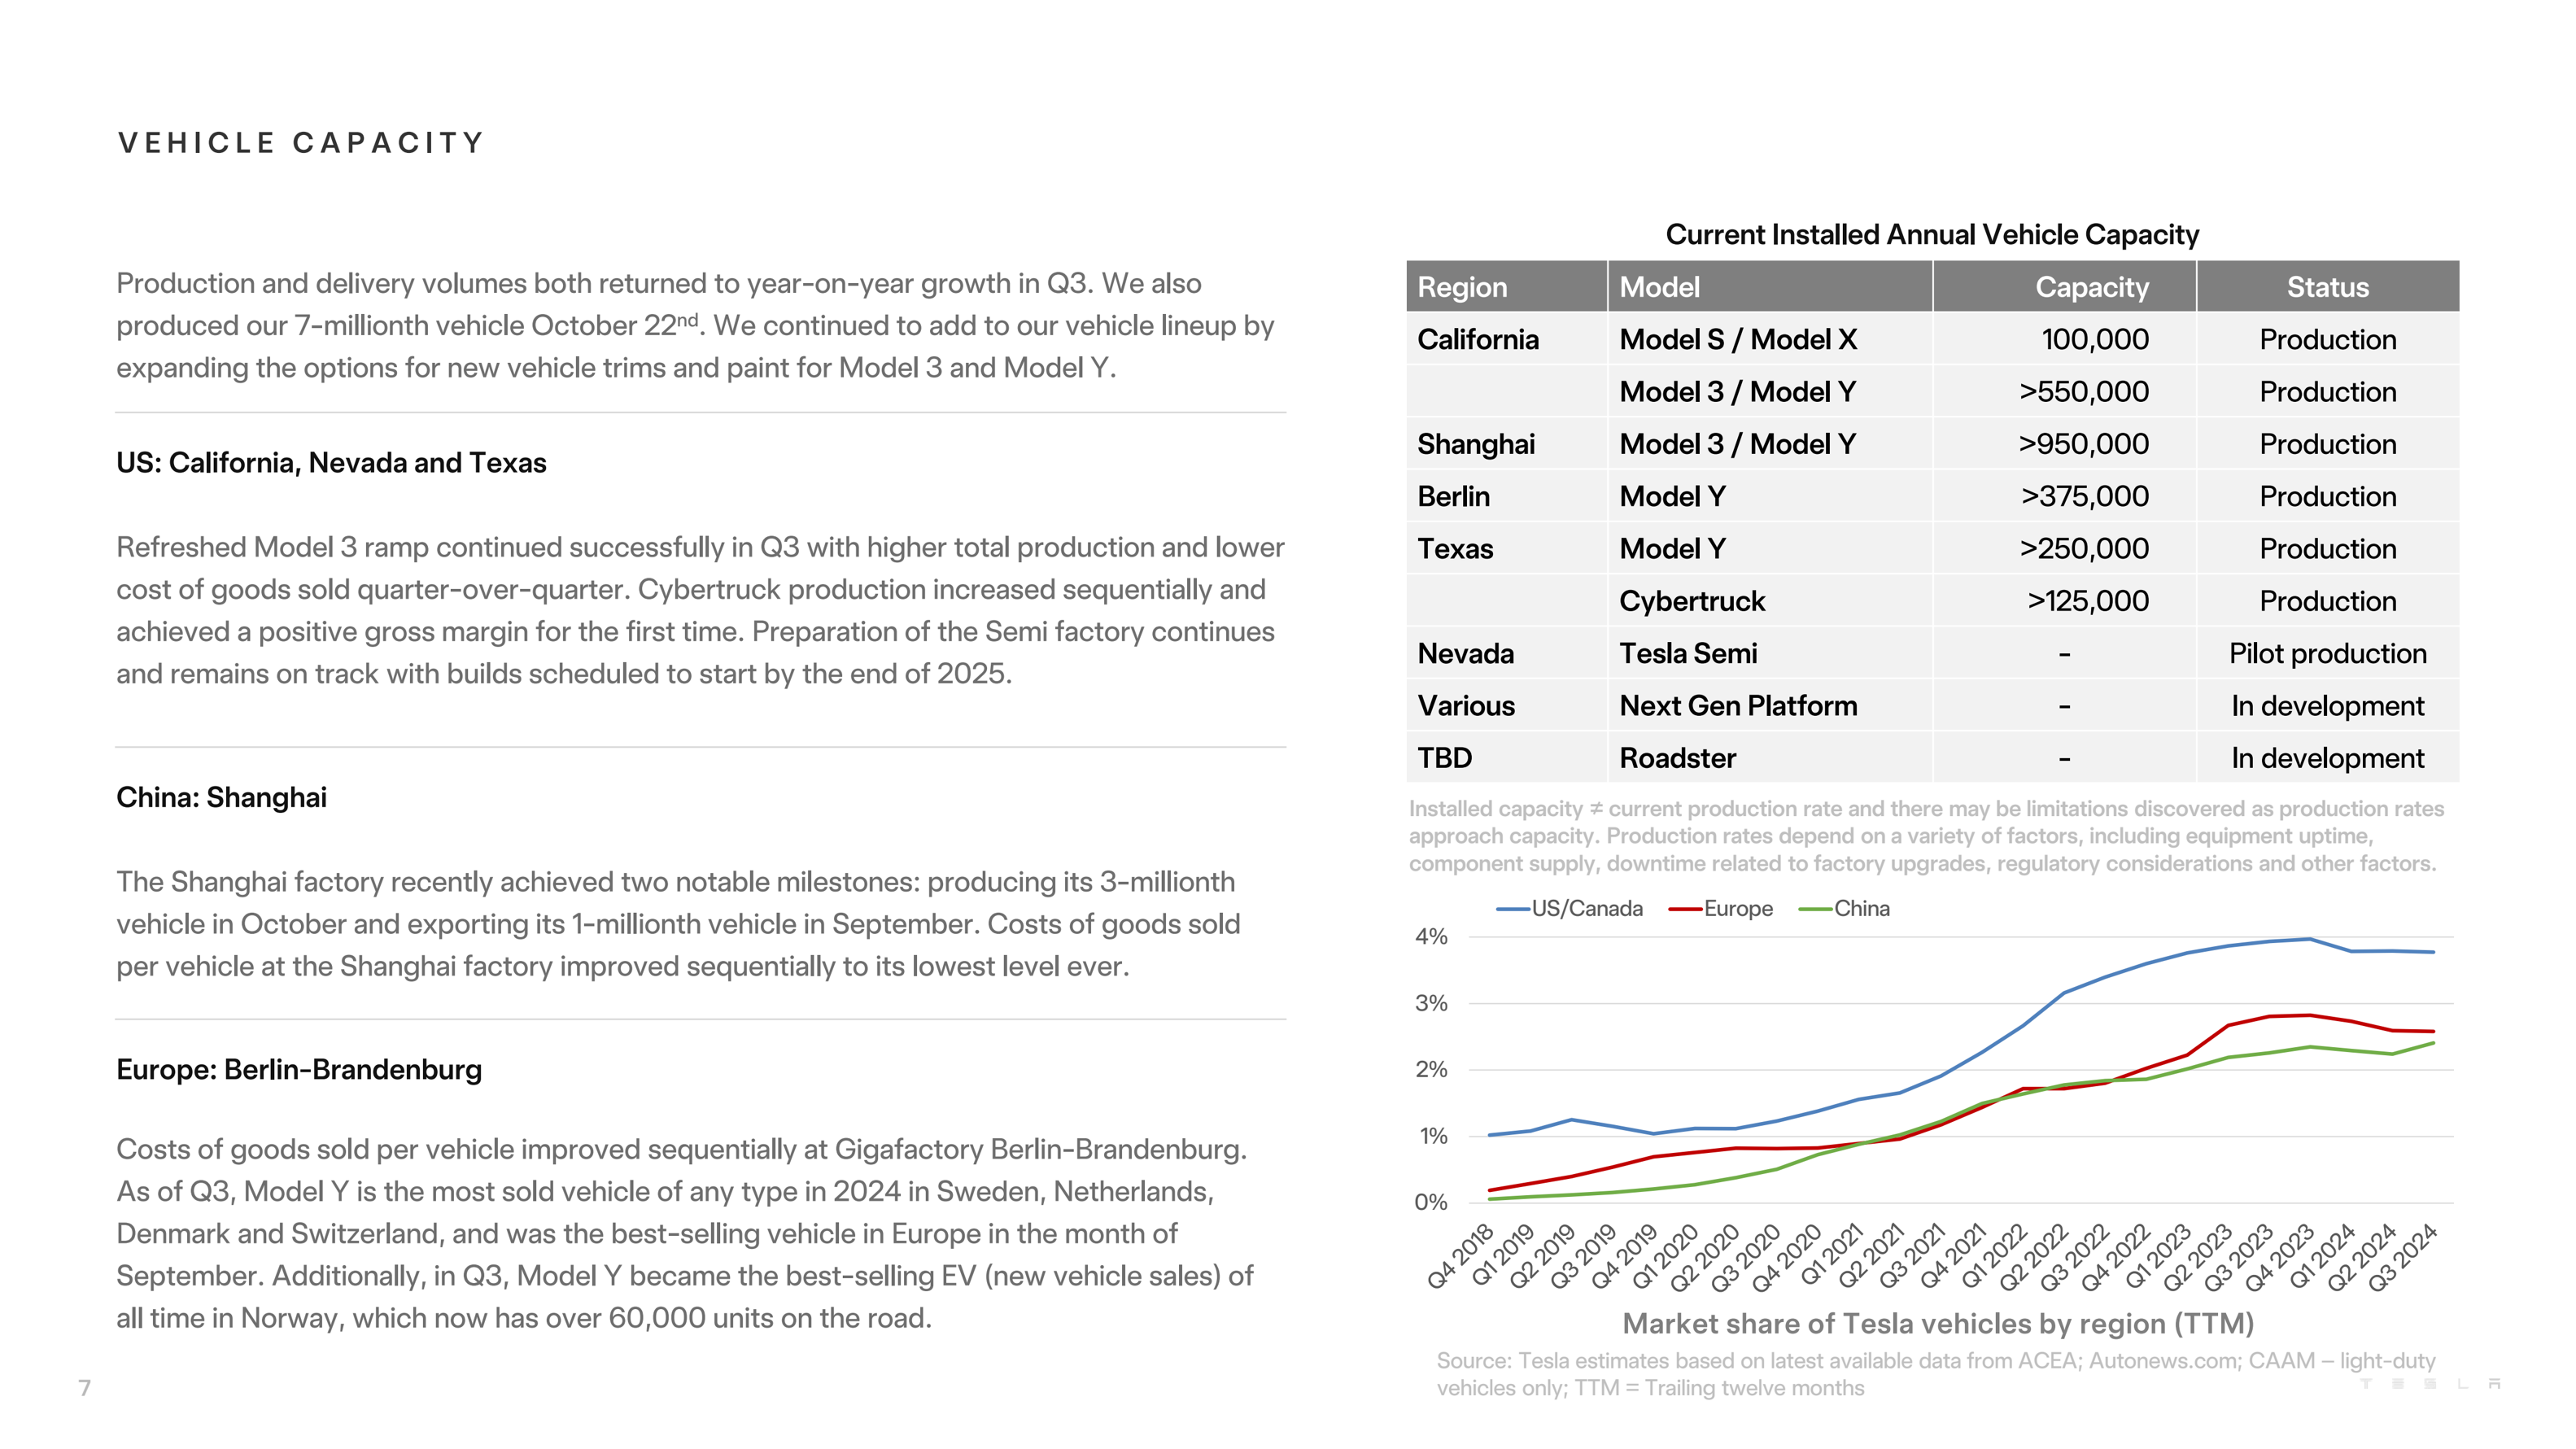 VEHICLE CAPACITY
Production and delivery volumes both returned to year-on-year growth in Q3. We also
produced our 7-millionth vehicle October 22nd. We continued to add to our vehicle lineup by
expanding the options for new vehicle trims and paint for Model 3 and Model Y.
US: California, Nevada and Texas
Refreshed Model 3 ramp continued successfully in Q3 with higher total production and lower
cost of goods sold quarter-over-quarter. Cybertruck production increased sequentially and
achieved a positive gross margin for the first time. Preparation of the Semi factory continues
and remains on track with builds scheduled to start by the end of 2025.
China: Shanghai
The Shanghai factory recently achieved two notable milestones: producing its 3-millionth
vehicle in October and exporting its 1-millionth vehicle in September. Costs of goods sold
per vehicle at the Shanghai factory improved sequentially to its lowest level ever.
Europe: Berlin-Brandenburg
Costs of goods sold per vehicle improved sequentially at Gigafactory Berlin-Brandenburg.
As of Q3, Model Y is the most sold vehicle of any type in 2024 in Sweden, Netherlands,
Denmark and Switzerland, and was the best-selling vehicle in Europe in the month of
September. Additionally, in Q3, Model Y became the best-selling EV (new vehicle sales) of
all time in Norway, which now has over 60,000 units on the road.
7
Current Installed Annual Vehicle Capacity
Region Model Capacity Status
California Model S / Model X 100,000 Production
Model 3 / Model Y >550,000 Production
Shanghai Model 3 / Model Y >950,000 Production
Berlin Model Y >375,000 Production
Texas Model Y >250,000 Production
Cybertruck >125,000 Production
Nevada Tesla Semi - Pilot production
Various Next Gen Platform - In development
TBD Roadster - In development
Installed capacity ≠ current production rate and there may be limitations discovered as production rates
approach capacity. Production rates depend on a variety of factors, including equipment uptime,
component supply, downtime related to factory upgrades, regulatory considerations and other factors.
US/Canada Europe China
4%
3%
2%
1%
0%
Q4 2018 Q1 2019 Q2 2019 Q3 2019 Q4 2019 Q1 2020 Q2 2020 Q3 2020 Q4 2020 Q1 2021 Q2 2021 Q3 2021 Q4 2021 Q1 2022 Q2 2022 Q3 2022 Q4 2022 Q1 2023 Q2 2023 Q3 2023 Q4 2023 Q1 2024 Q2 2024 Q3 2024
Market share of Tesla vehicles by region (TTM)
Source: Tesla estimates based on latest available data from ACEA; Autonews.com; CAAM – light-duty
vehicles only; TTM = Trailing twelve months
TESLA